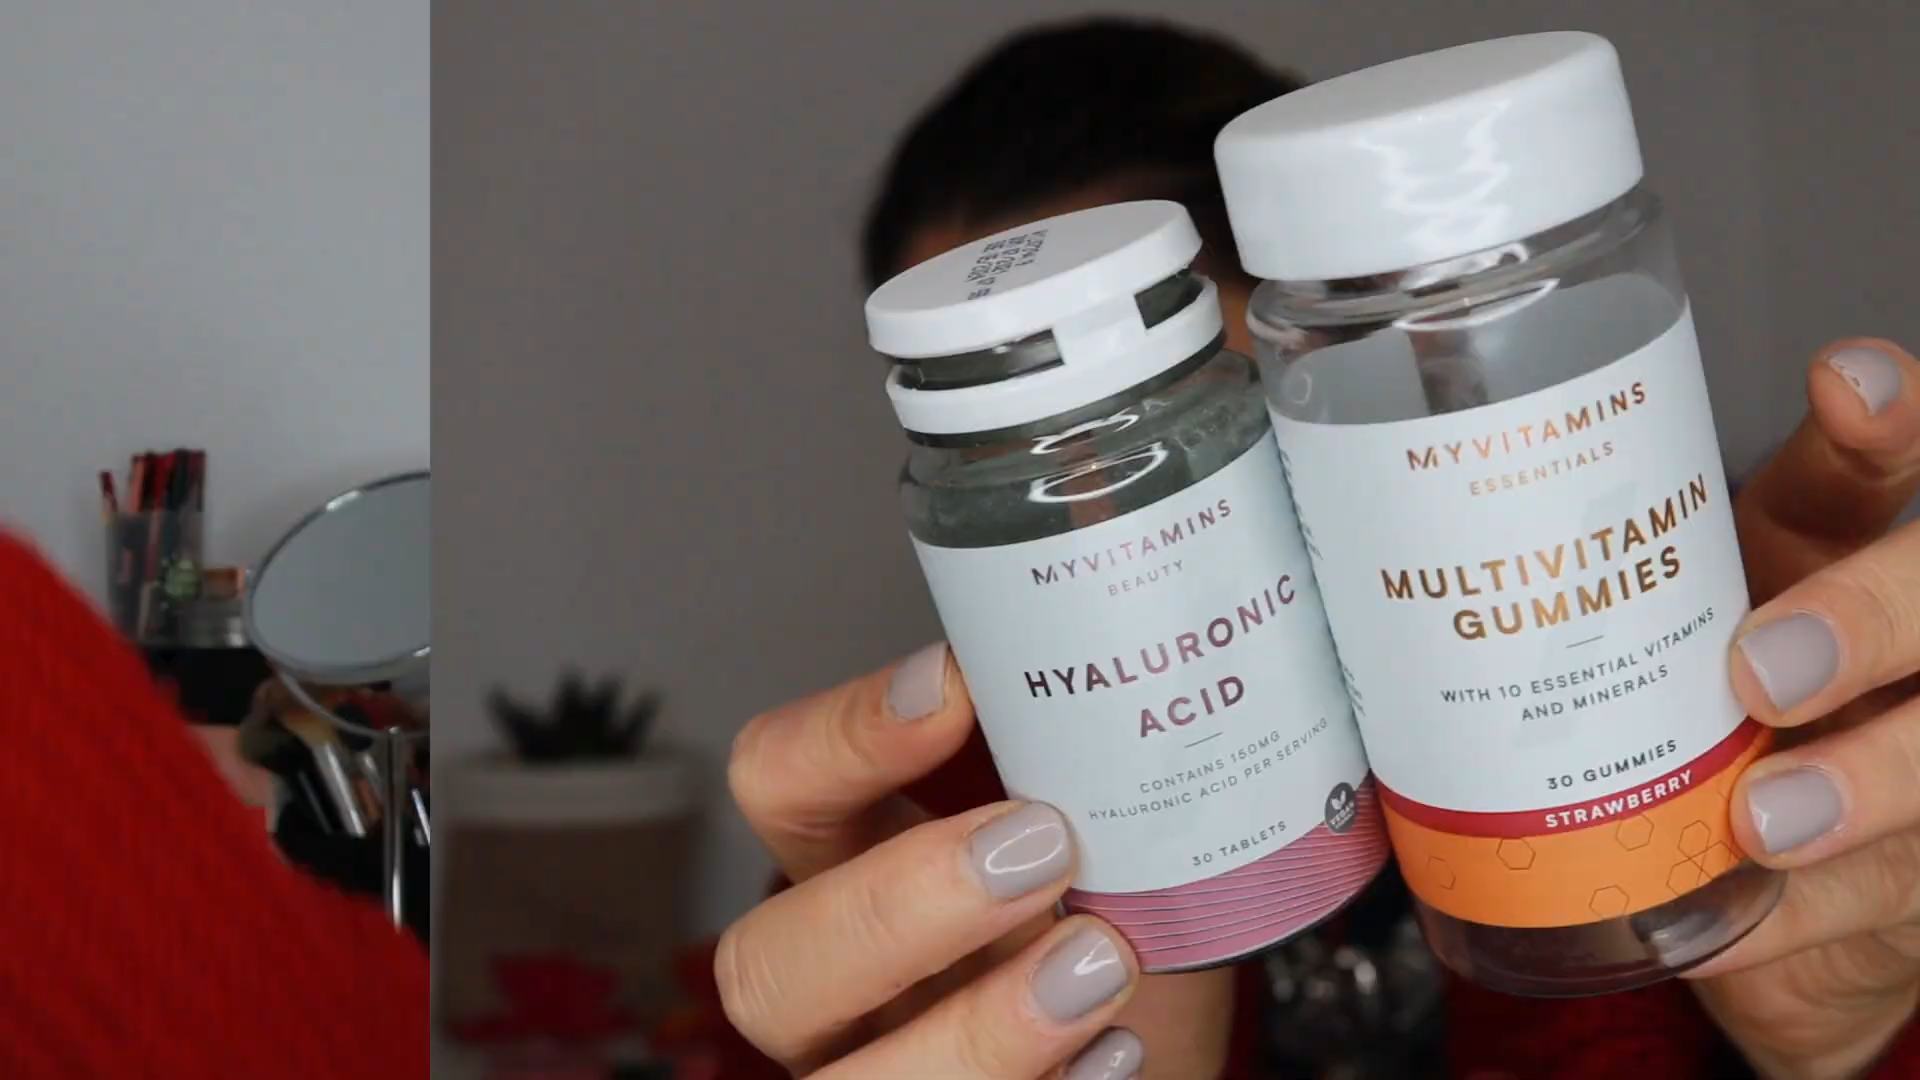 MYVITAMINS
BEAUTY
HYALURONIC
ACID
CONTAINS 150MG
HYALURONIC ACID PER SERVING
VEGAN
30 TABLETS
MYVITAMINS
ESSENTIALS
MULTIVITAMIN
GUMMIES
WITH 10 ESSENTIAL VITAMINS
AND MINERALS
30 GUMMIES
STRAWBERRY